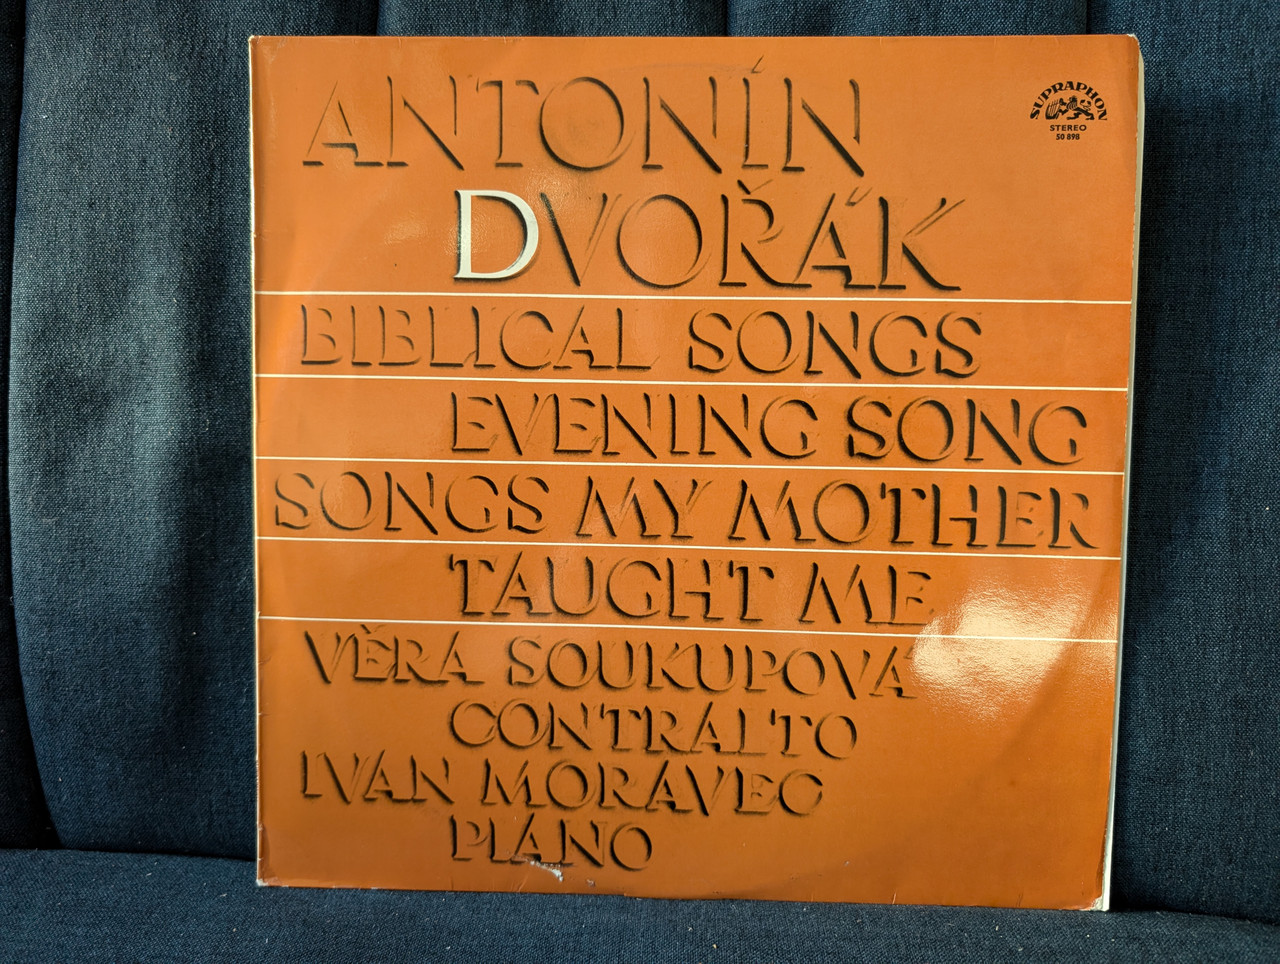 SUPRAPHON
STEREO
50 898
ANTONÍN
DVOŘÁK
BIBLICAL SONGS
EVENING SONG
SONGS MY MOTHER
TAUGHT ME
VĚRA SOUKUPOVÁ
CONTRALTO
IVAN MORAVEC
PIANO